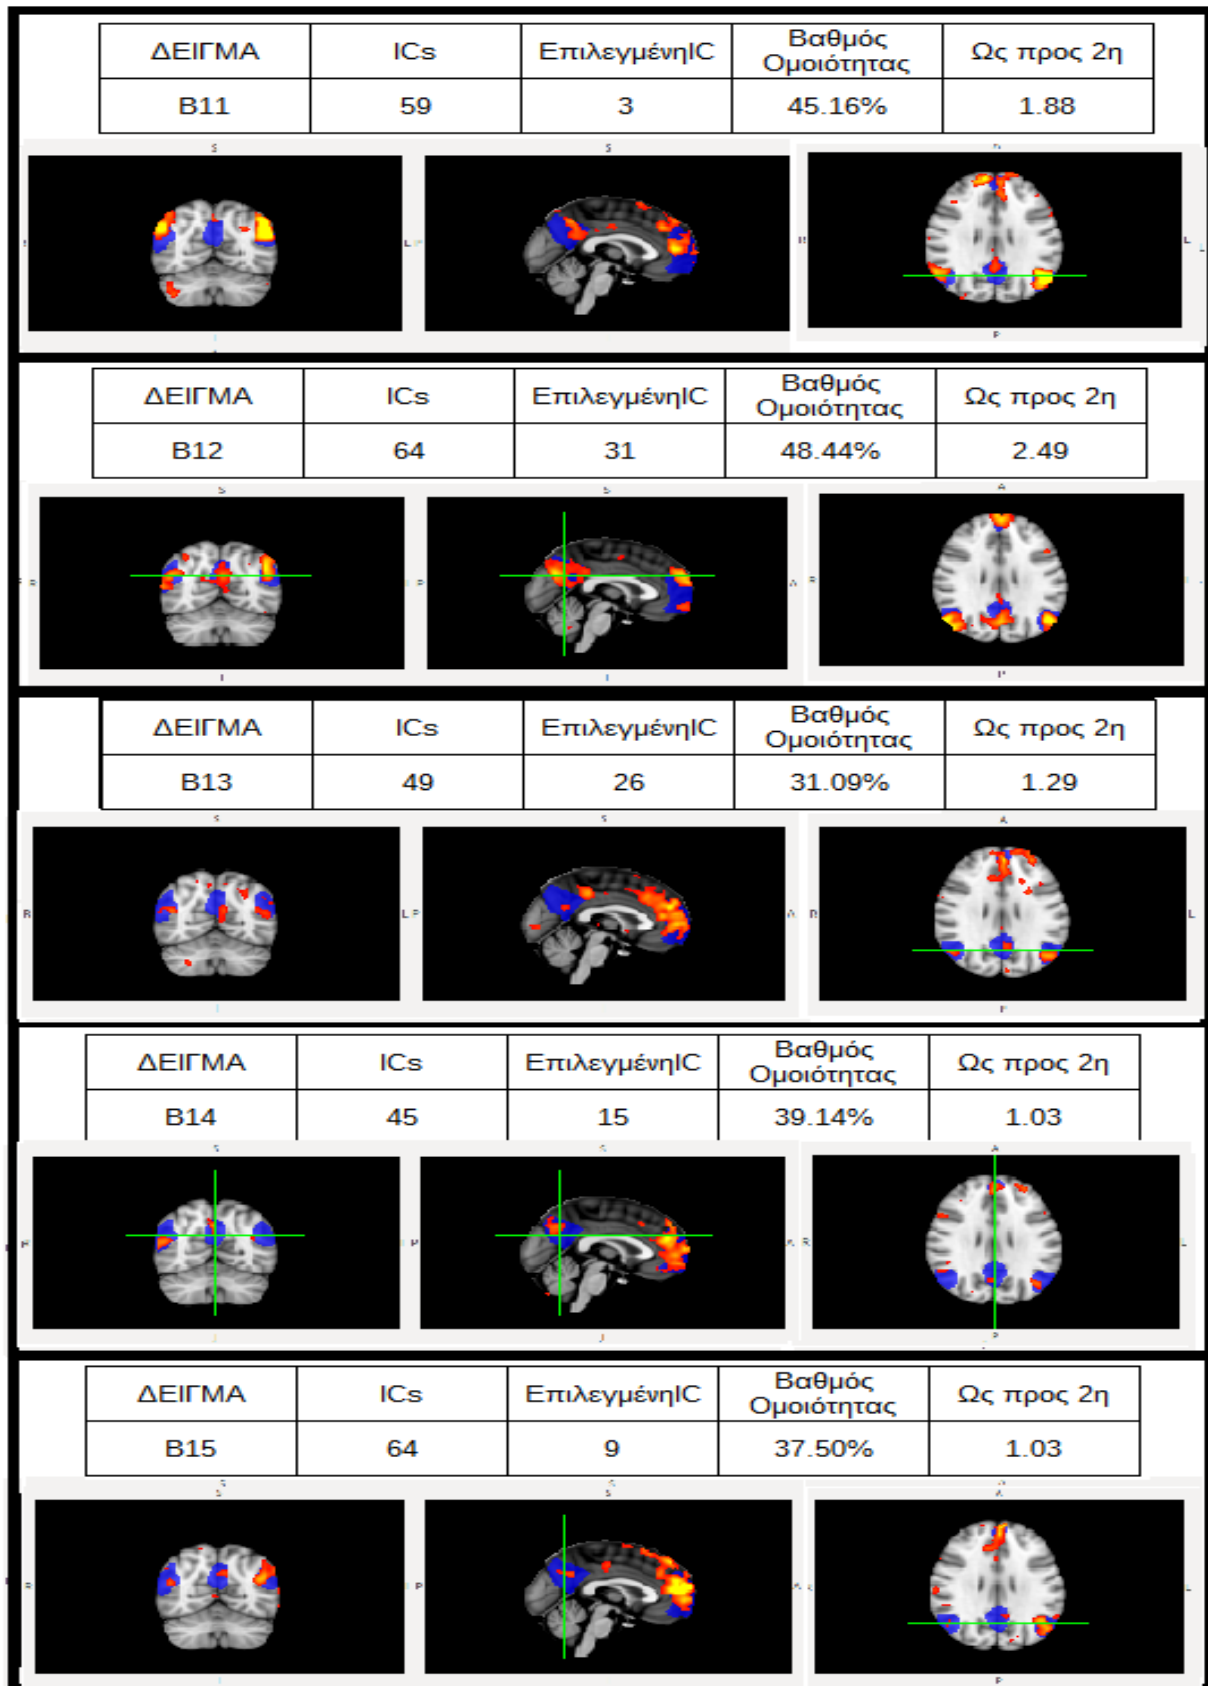 ΔΕΙΓΜΑ ICs ΕπιλεγμένηIC Βαθμός Ομοιότητας Ως προς 2η
B11 59 3 45.16% 1.88
S S
L
P
ΔΕΙΓΜΑ ICs ΕπιλεγμένηIC Βαθμός Ομοιότητας Ως προς 2η
B12 64 31 48.44% 2.49
S S A
I I
ΔΕΙΓΜΑ ICs ΕπιλεγμένηIC Βαθμός Ομοιότητας Ως προς 2η
B13 49 26 31.09% 1.29
S S A
R L P A R L
I P
ΔΕΙΓΜΑ ICs ΕπιλεγμένηIC Βαθμός Ομοιότητας Ως προς 2η
B14 45 15 39.14% 1.03
S A
R P A R L
P
ΔΕΙΓΜΑ ICs ΕπιλεγμένηIC Βαθμός Ομοιότητας Ως προς 2η
B15 64 9 37.50% 1.03
S S A
P A L
P